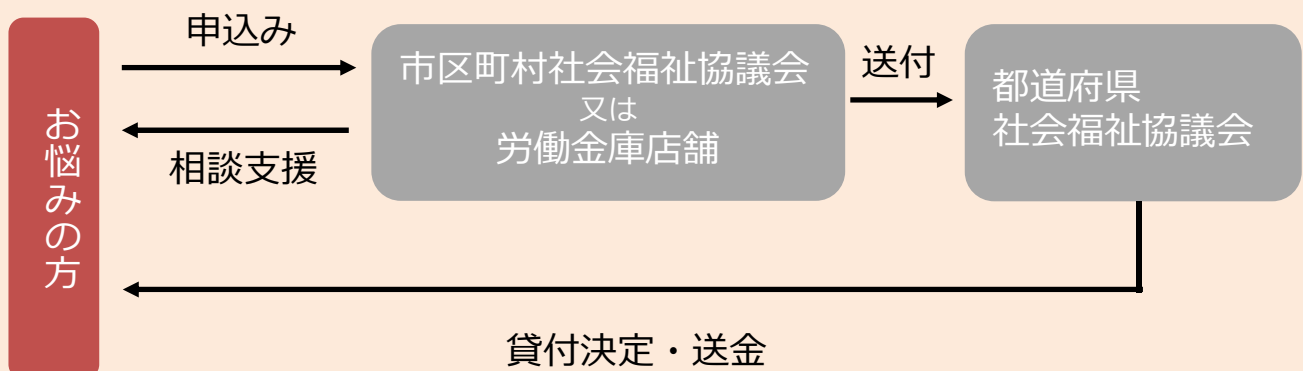 お悩みの方
申込み
相談支援
市区町村社会福祉協議会
又は
労働金庫店舗
送付
都道府県
社会福祉協議会
貸付決定・送金